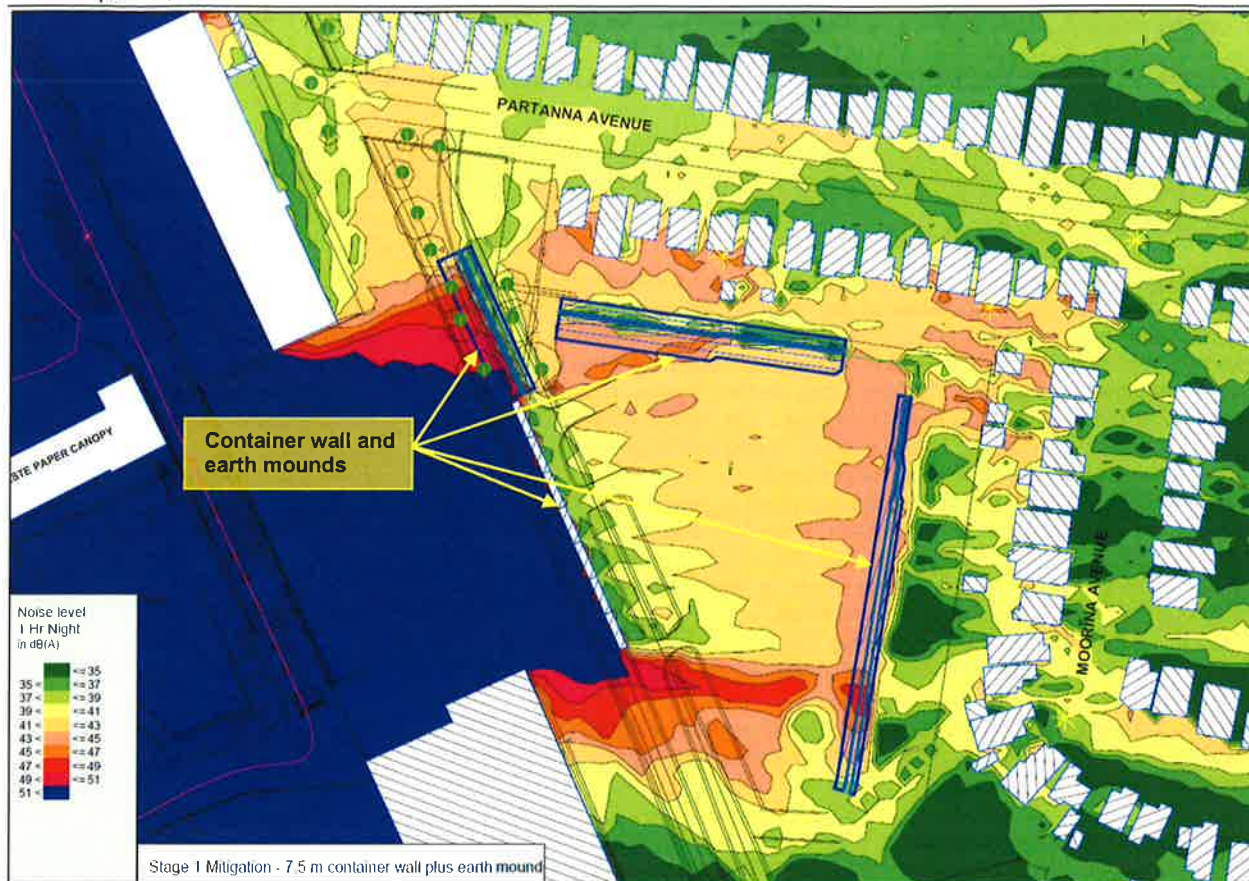 PARTANNA AVENUE
Container wall and
earth mounds
STE PAPER CANOPY
MOORINA AVENUE
Noise level
1 Hr Night
in dB(A)
<= 35
35 < <= 37
37 < <= 39
39 < <= 41
41 < <= 43
43 < <= 45
45 < <= 47
47 < <= 49
49 < <= 51
51 <
Stage 1 Mitigation - 7.5 m container wall plus earth mound